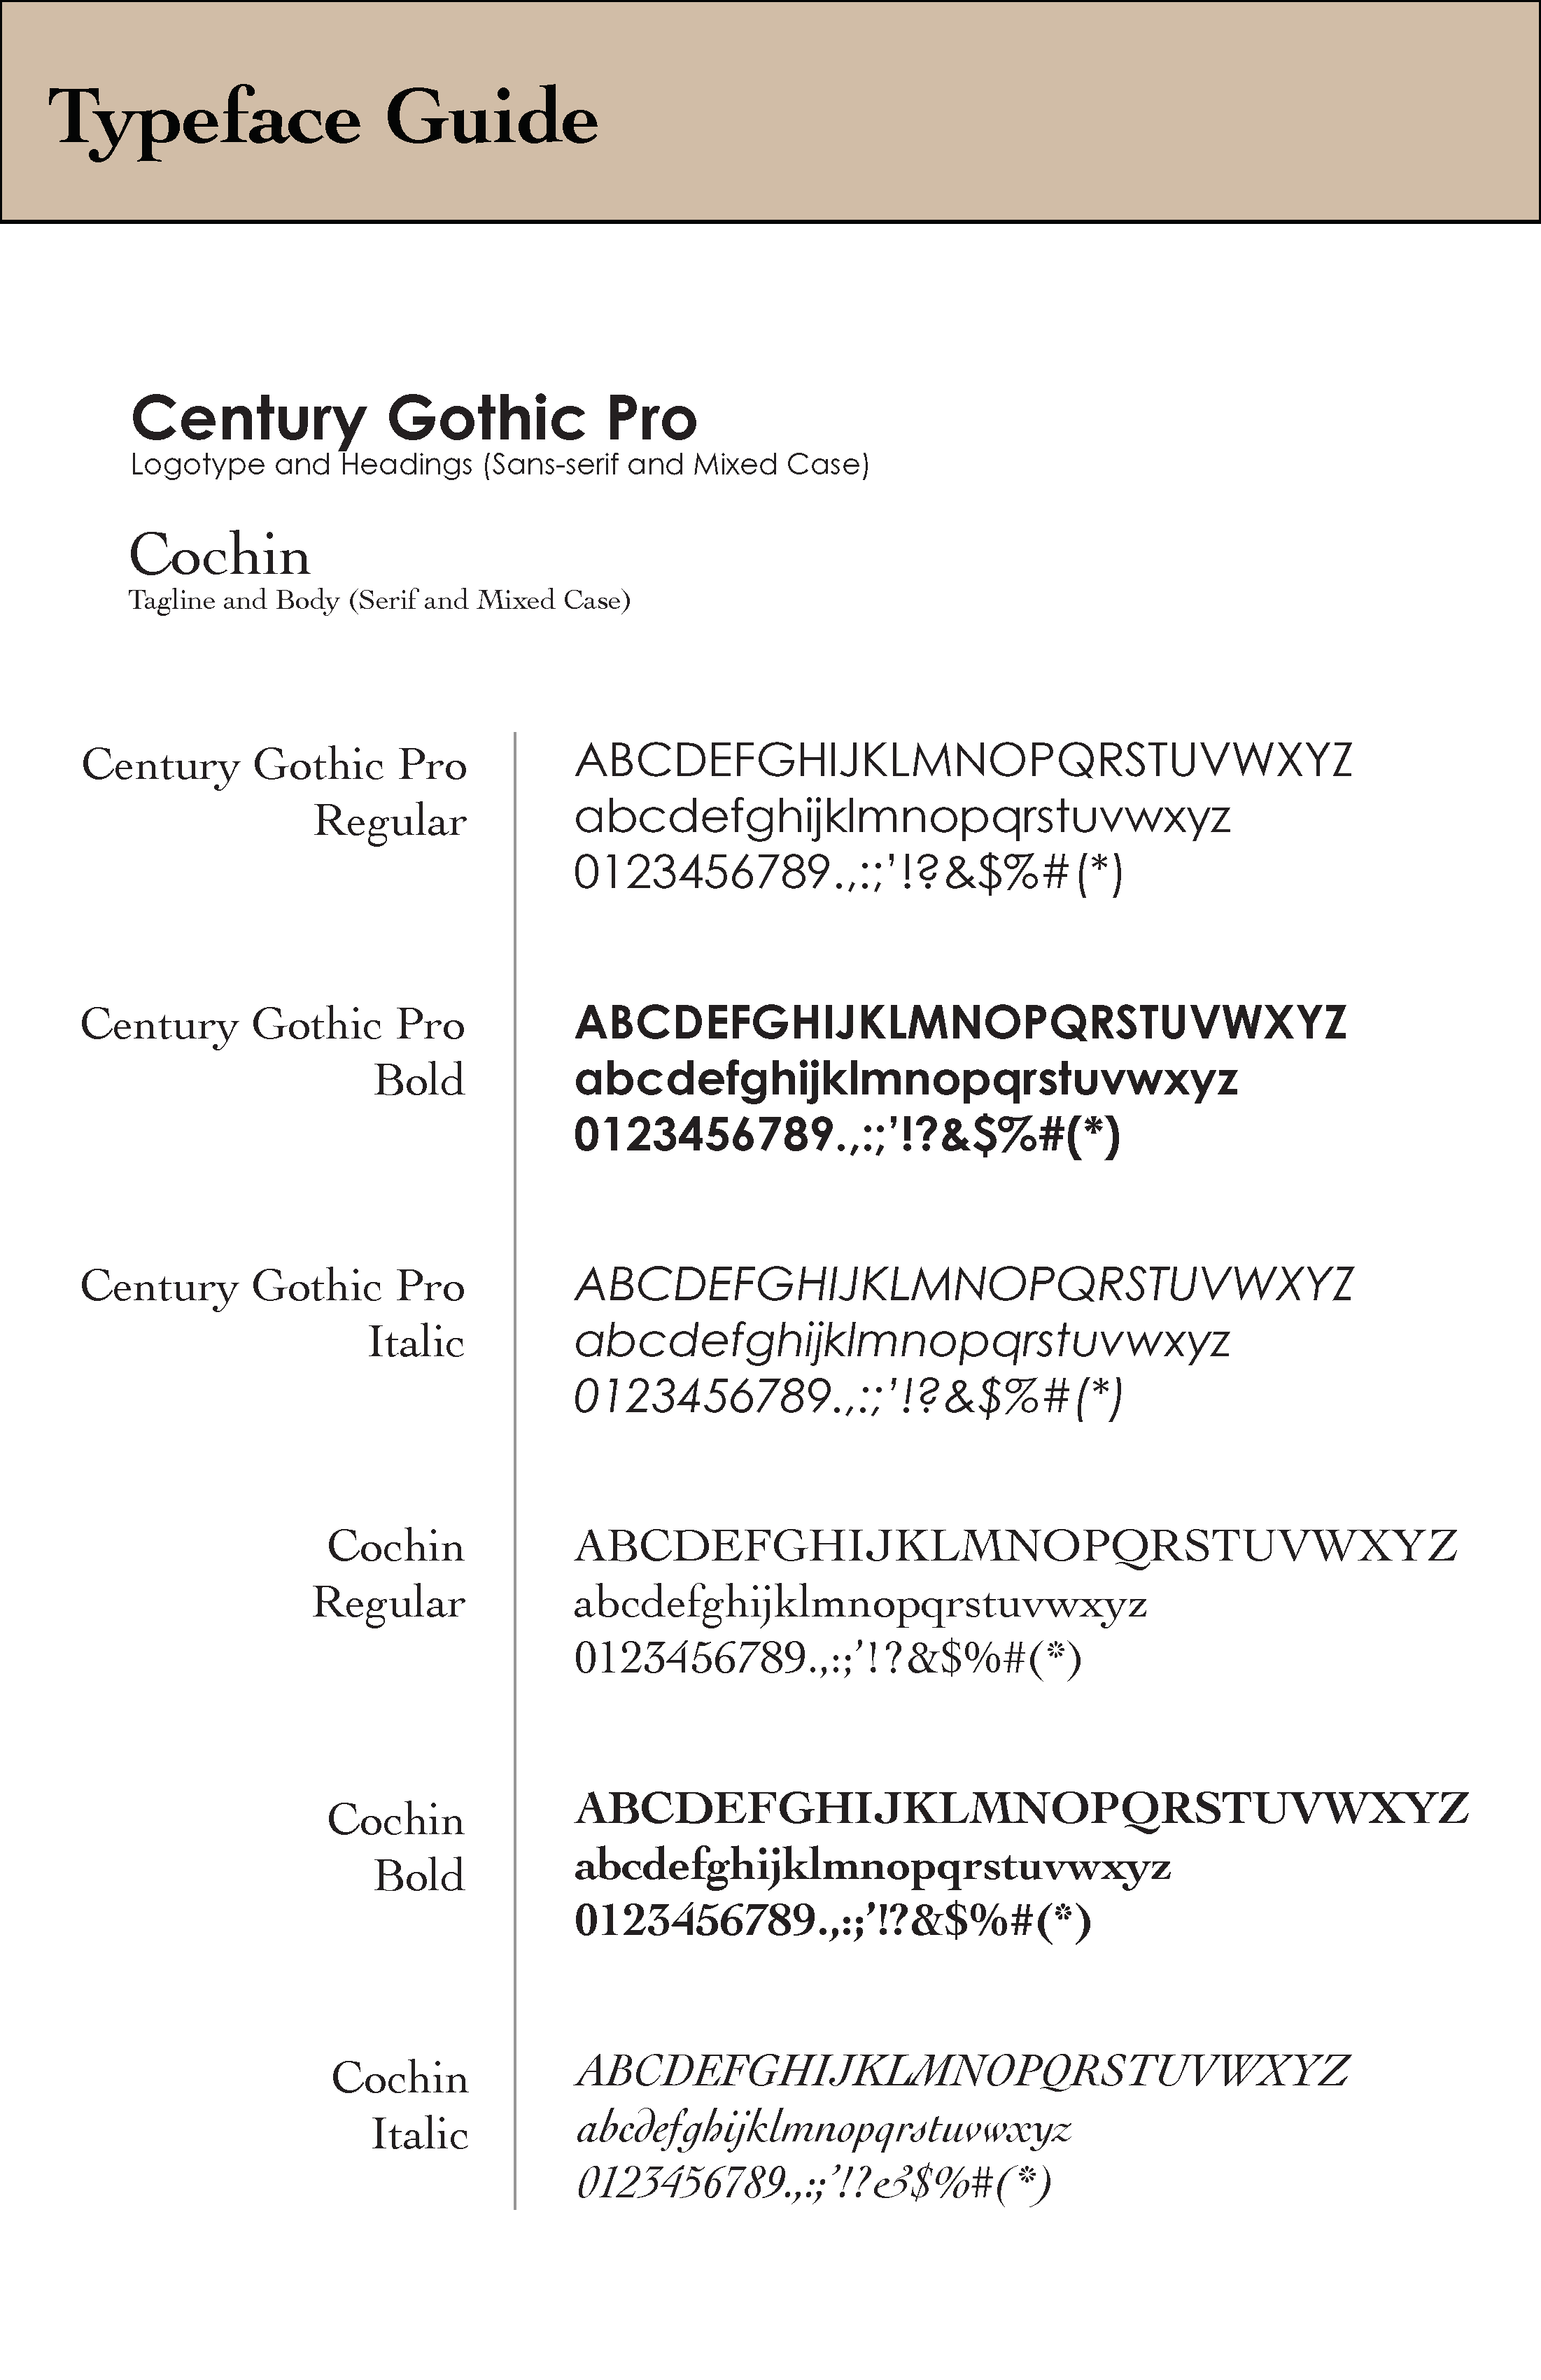 Typeface Guide
Century Gothic Pro
Logotype and Headings (Sans-serif and Mixed Case)
Cochin
Tagline and Body (Serif and Mixed Case)
Century Gothic Pro
Regular
ABCDEFGHIJKLMNOPQRSTUVWXYZ
abcdefghijklmnopqrstuvwxyz
0123456789.,:;’!?&$%#(*)
Century Gothic Pro
Bold
ABCDEFGHIJKLMNOPQRSTUVWXYZ
abcdefghijklmnopqrstuvwxyz
0123456789.,:;’!?&$%#(*)
Century Gothic Pro
Italic
ABCDEFGHIJKLMNOPQRSTUVWXYZ
abcdefghijklmnopqrstuvwxyz
0123456789.,:;’!?&$%#(*)
Cochin
Regular
ABCDEFGHIJKLMNOPQRSTUVWXYZ
abcdefghijklmnopqrstuvwxyz
0123456789.,:;’!?&$%#(*)
Cochin
Bold
ABCDEFGHIJKLMNOPQRSTUVWXYZ
abcdefghijklmnopqrstuvwxyz
0123456789.,:;’!?&$%#(*)
Cochin
Italic
ABCDEFGHIJKLMNOPQRSTUVWXYZ
abcdefghijklmnopqrstuvwxyz
0123456789.,:;’!?&$%#(*)